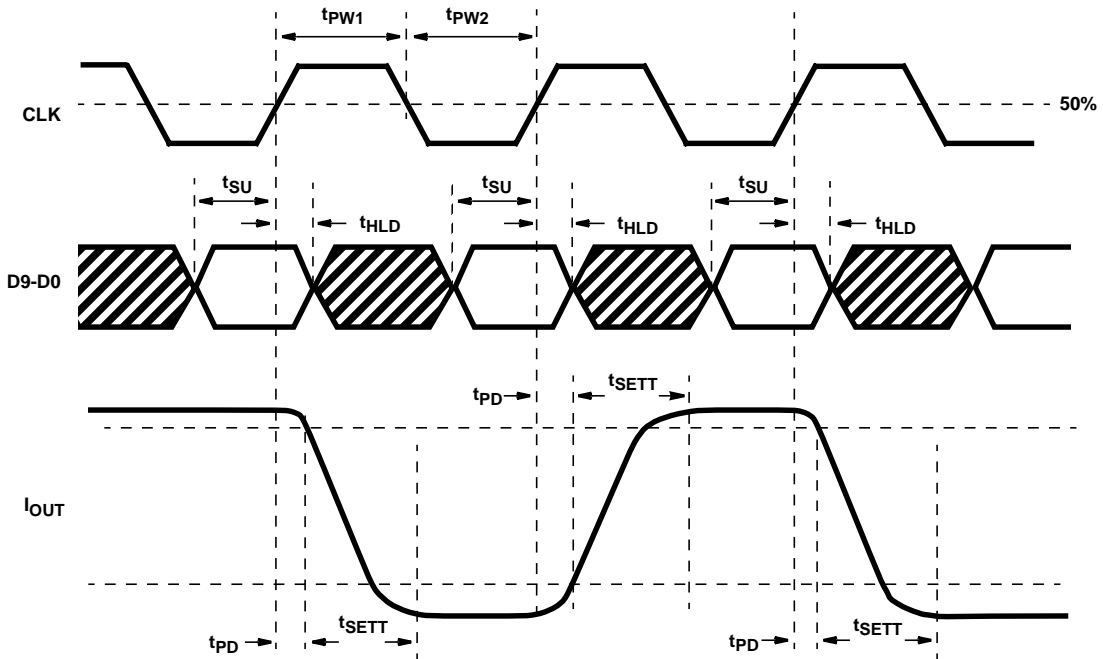 tPW1 tPW2
CLK
50%
tSU tSU tSU
tHLD tHLD tHLD
D9-D0
tPD tSETT
IOUT
tPD tSETT tPD tSETT